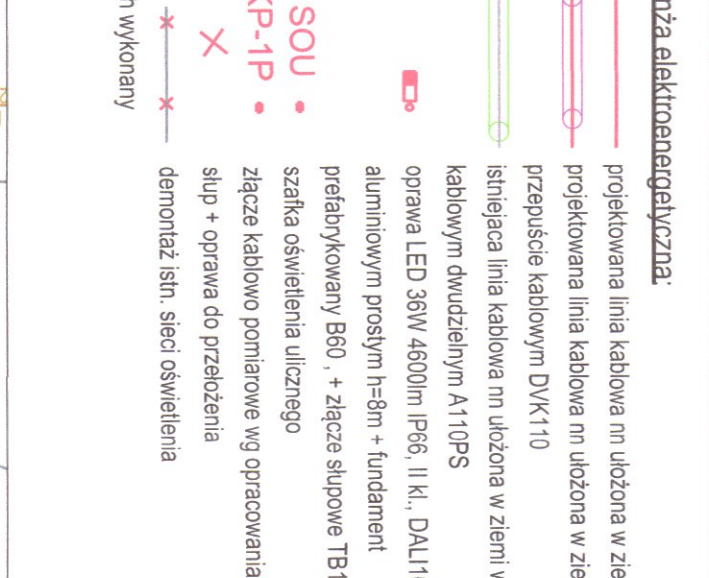 nża elektroenergetyczna:
projektowana linia kablowa nn ułożona w zie
projektowana linia kablowa nn ułożona w zie
przepuście kablowym DVK110
istniejaca linia kablowa nn ułożona w ziemi w
kablowym dwudzielnym A110PS
oprawa LED 36W 4600lm IP66, II kl., DALI1
aluminiowym prostym h=8m + fundament
prefabrykowany B60 , + złącze słupowe TB1
SOU szafka oświetlenia ulicznego
KP-1P złącze kablowo pomiarowe wg opracowania
słup + oprawa do przełożenia
demontaż istn. sieci oświetlenia
h wykonany